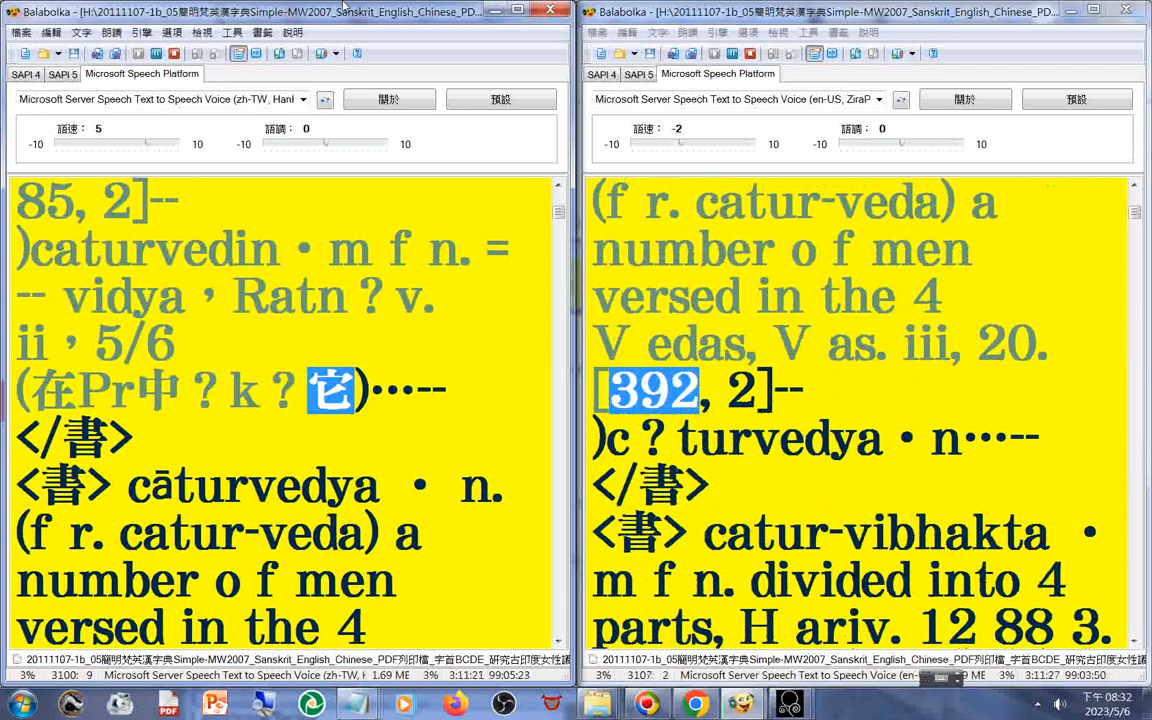 Balabolka - [H:\20111107-1b_05簡明梵英漢字典Simple-MW2007_Sanskrit_English_Chinese_PD...
檔案 編輯 文字 朗讀 引擎 選項 檢視 工具 書籤 說明
SAPI 4 SAPI 5 Microsoft Speech Platform
Microsoft Server Speech Text to Speech Voice (zh-TW, Hanl
關於
預設
語速： 5
語調： 0
-10 10 -10 10
85, 2]--
)caturvedin・m f n. =
-- vidya，Ratn？v.
ii，5/6
(在Pr中？k？它)…--
</書>
<書> cāturvedya ・ n.
(f r. catur-veda) a
number o f men
versed in the 4
20111107-1b_05簡明梵英漢字典Simple-MW2007_Sanskrit_English_Chinese_PDF列印檔_字首BCDE_研究古印度女性議
3% 3100: 9 Microsoft Server Speech Text to Speech Voice (zh-TW, H 1.69 MB 3:11:21 99:05:23
Balabolka - [H:\20111107-1b_05簡明梵英漢字典Simple-MW2007_Sanskrit_English_Chinese_PD...
檔案 編輯 文字 朗讀 引擎 選項 檢視 工具 書籤 說明
SAPI 4 SAPI 5 Microsoft Speech Platform
Microsoft Server Speech Text to Speech Voice (en-US, ZiraP
關於
預設
語速： -2
語調： 0
-10 10 -10 10
(f r. catur-veda) a
number o f men
versed in the 4
V edas, V as. iii, 20.
[392, 2]--
)c？turvedya・n…--
</書>
<書> catur-vibhakta ・
m f n. divided into 4
parts, H ariv. 12 88 3.
20111107-1b_05簡明梵英漢字典Simple-MW2007_Sanskrit_English_Chinese_PDF列印檔_字首BCDE_研究古印度女性議
3% 3107: 2 Microsoft Server Speech Text to Speech Voice (en-U MB 3:11:27 99:03:50
PDF
下午 08:32
2023/5/6